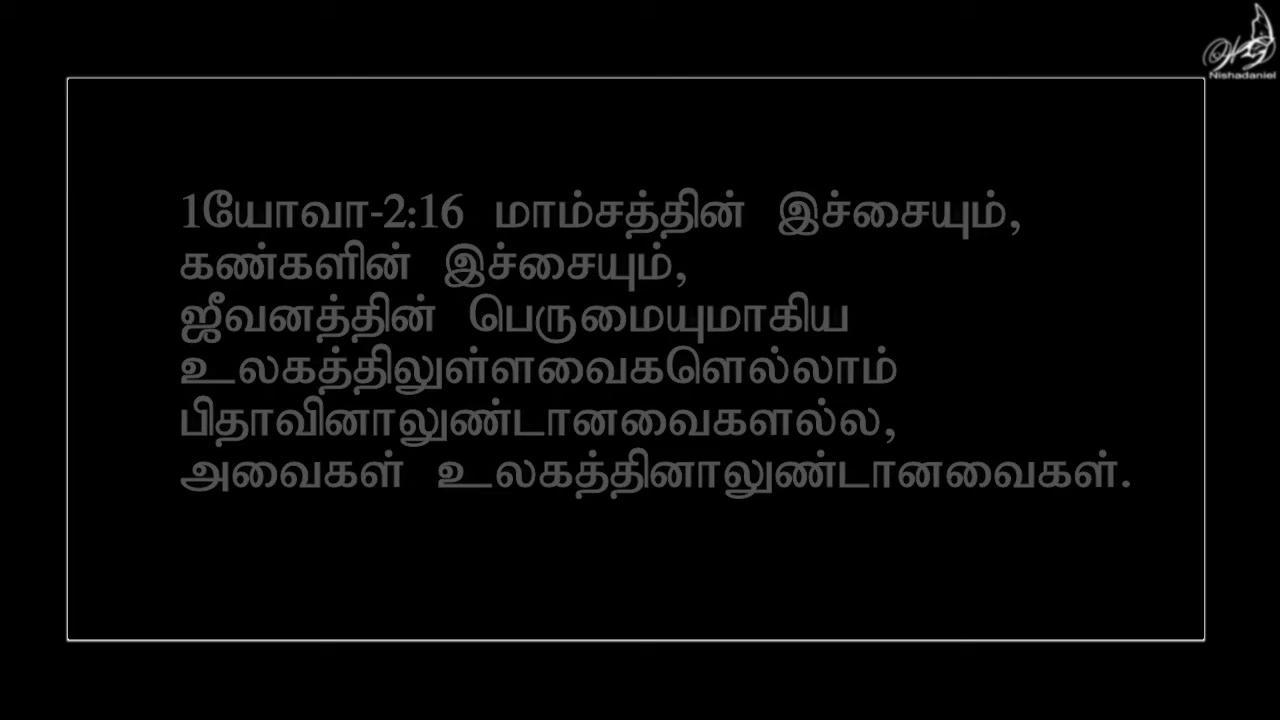 Nishadaniel
1யோவா-2:16 மாம்சத்தின் இச்சையும்,
கண்களின் இச்சையும்,
ஜீவனத்தின் பெருமையுமாகிய
உலகத்திலுள்ளவைகளெல்லாம்
பிதாவினாலுண்டானவைகளல்ல,
அவைகள் உலகத்தினாலுண்டானவைகள்.